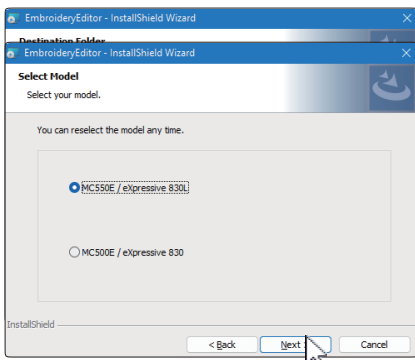 EmbroideryEditor - InstallShield Wizard
Destination Folder
EmbroideryEditor - InstallShield Wizard
Select Model
Select your model.
You can reselect the model any time.
MC550E / eXpressive 830L
MC500E / eXpressive 830
InstallShield
< Back
Next >
Cancel